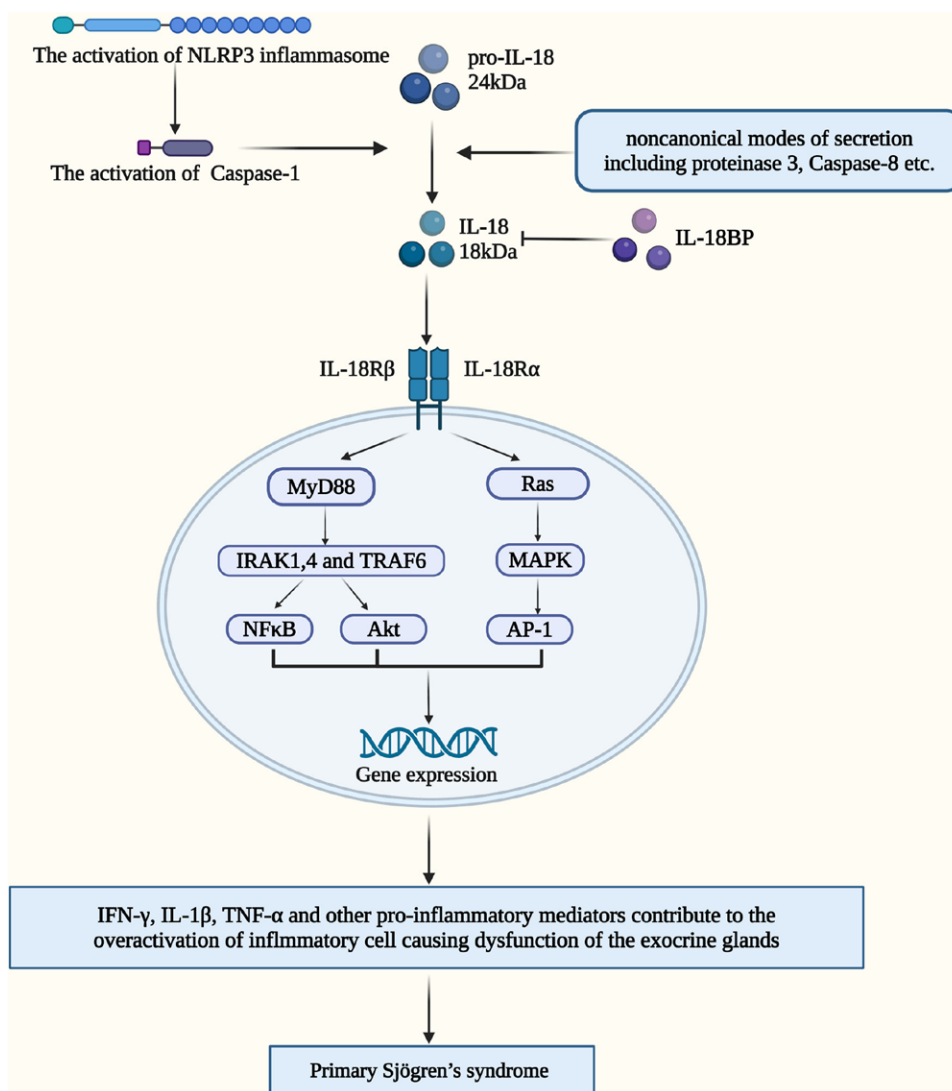 The activation of NLRP3 inflammasome
pro-IL-18
24kDa
The activation of Caspase-1
noncanonical modes of secretion
including proteinase 3, Caspase-8 etc.
IL-18
18kDa
IL-18BP
IL-18Rβ
IL-18Rα
MyD88
Ras
IRAK1,4 and TRAF6
MAPK
NFκB
Akt
AP-1
Gene expression
IFN-γ, IL-1β, TNF-α and other pro-inflammatory mediators contribute to the
overactivation of inflmmatory cell causing dysfunction of the exocrine glands
Primary Sjögren’s syndrome